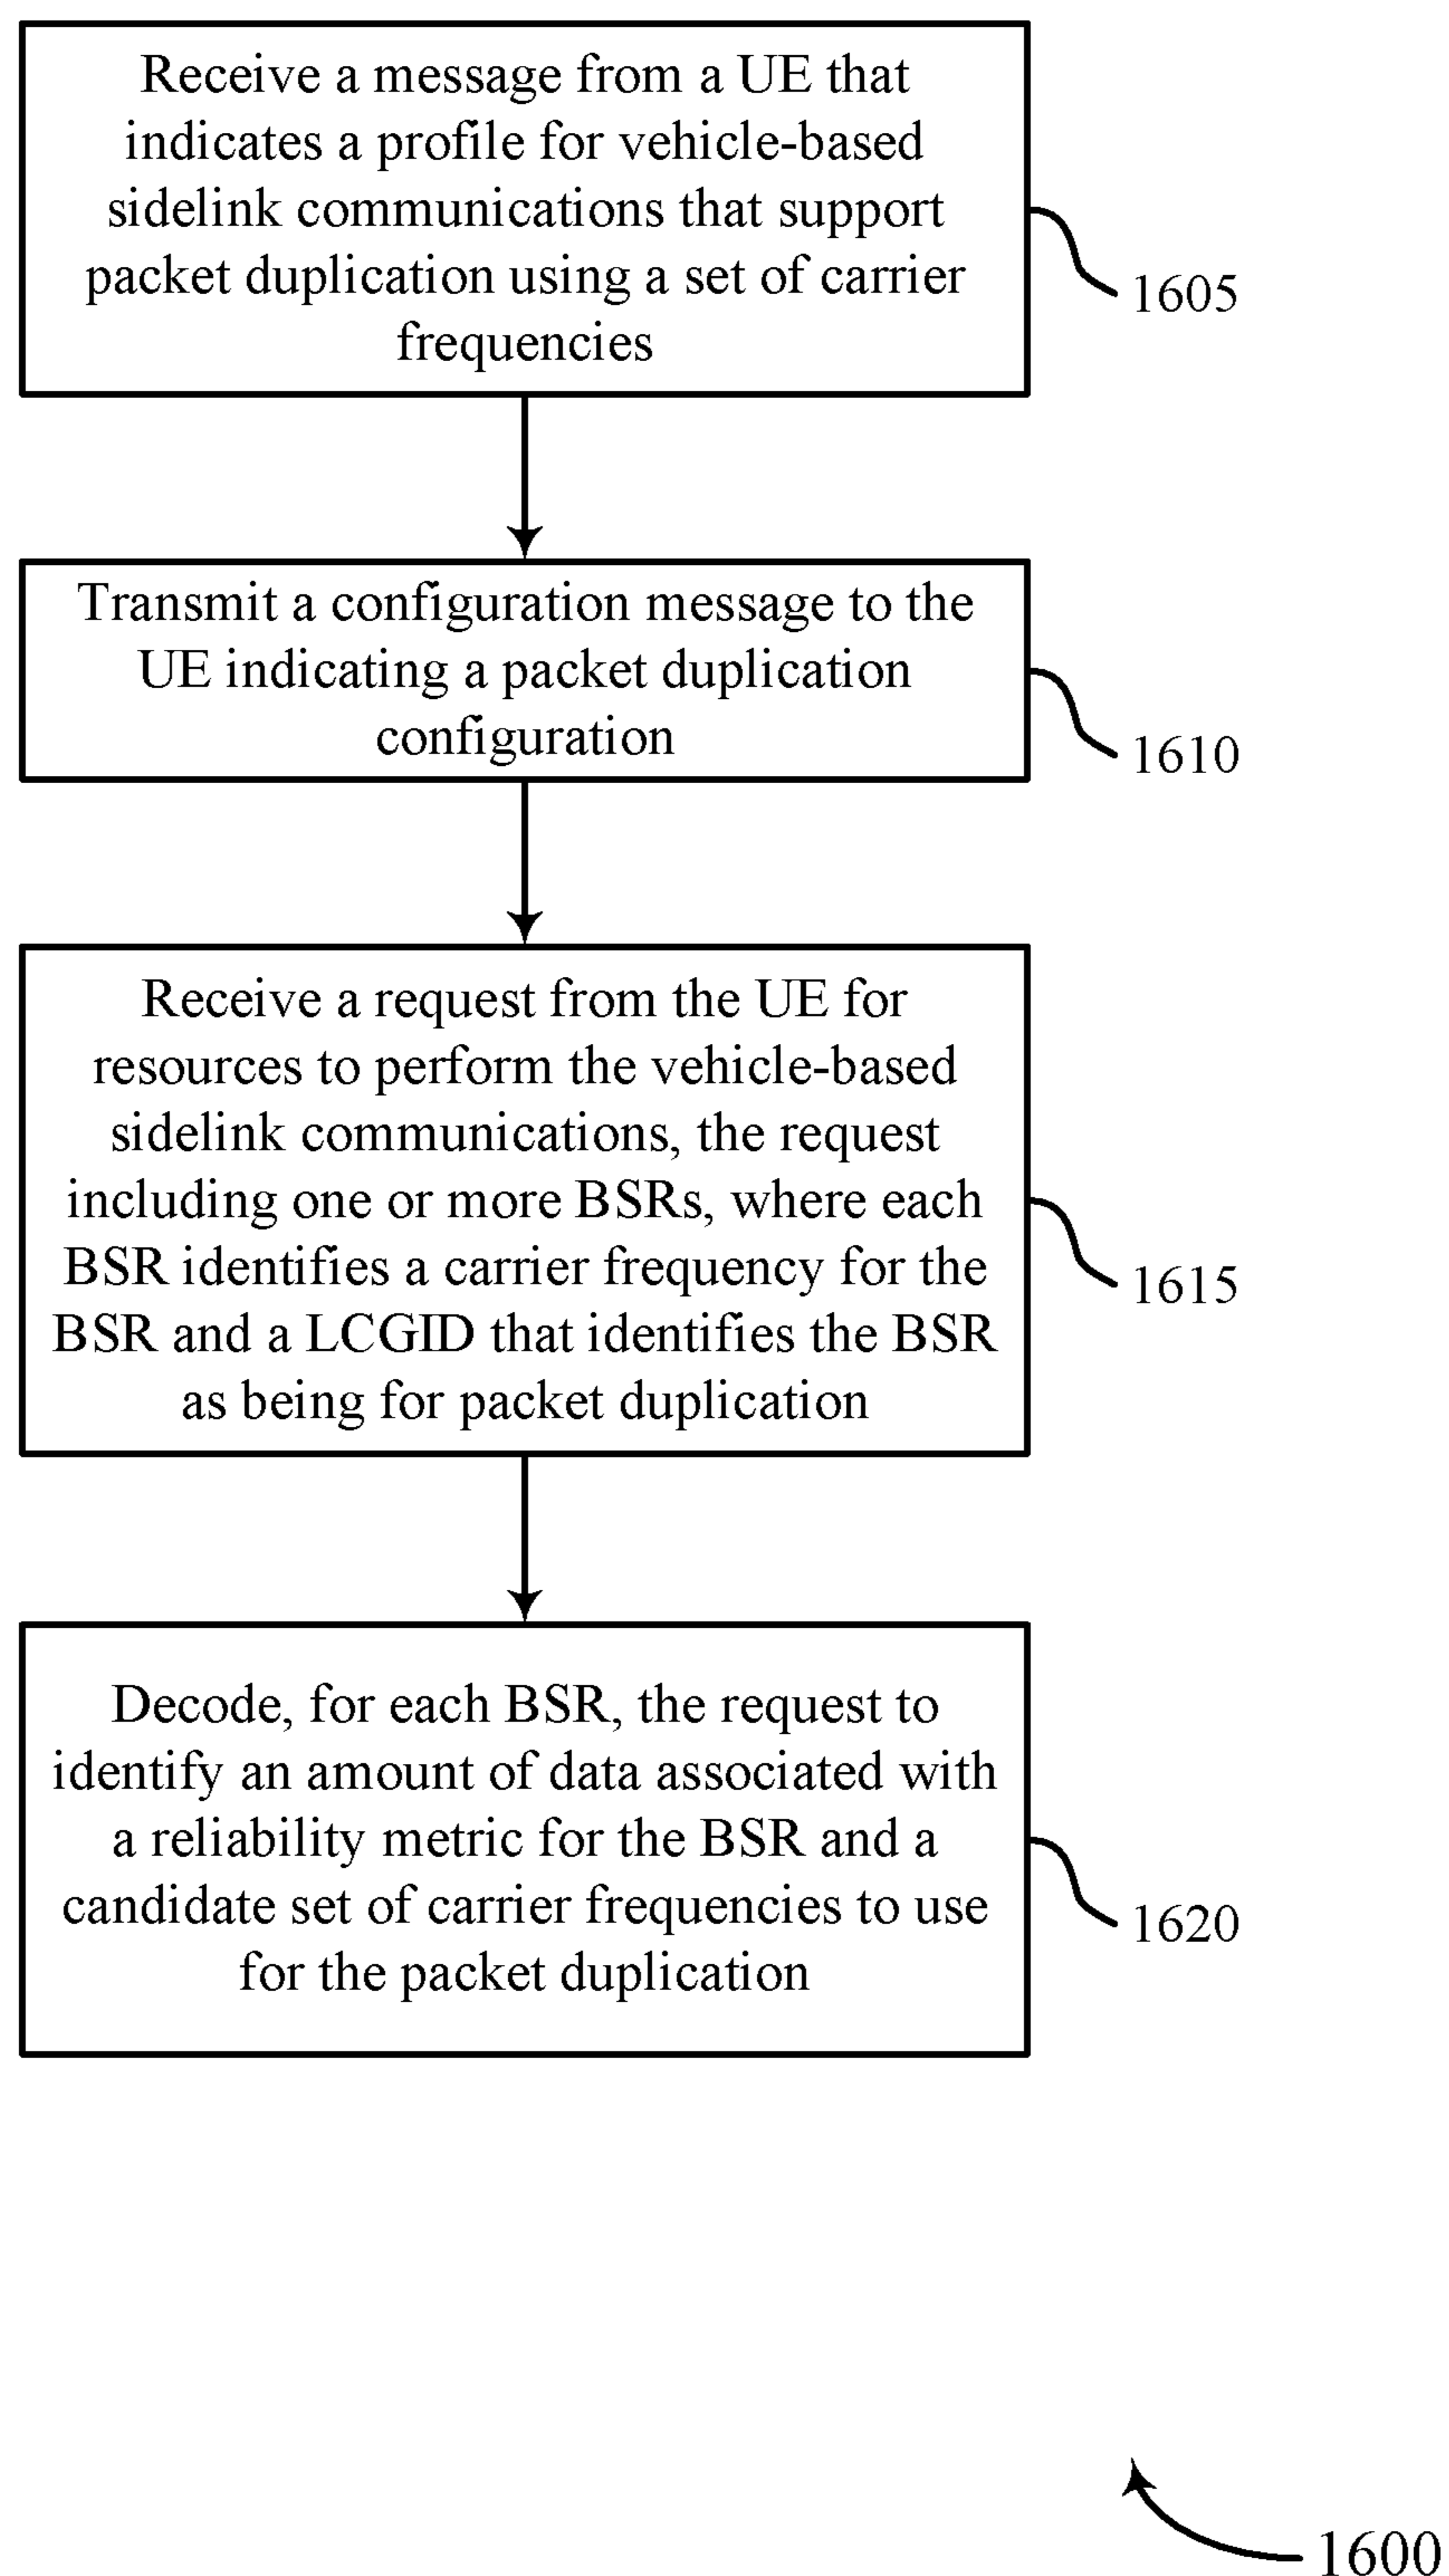 Receive a message from a UE that
indicates a profile for vehicle-based
sidelink communications that support
packet duplication using a set of carrier
frequencies
1605
Transmit a configuration message to the
UE indicating a packet duplication
configuration
1610
Receive a request from the UE for
resources to perform the vehicle-based
sidelink communications, the request
including one or more BSRs, where each
BSR identifies a carrier frequency for the
BSR and a LCGID that identifies the BSR
as being for packet duplication
1615
Decode, for each BSR, the request to
identify an amount of data associated with
a reliability metric for the BSR and a
candidate set of carrier frequencies to use
for the packet duplication
1620
1600